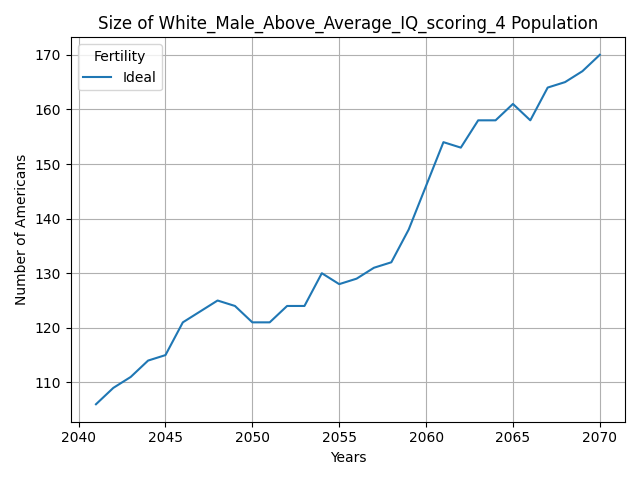 Size of White_Male_Above_Average_IQ_scoring_4 Population
Fertility
Ideal
Number of Americans
170
160
150
140
130
120
110
2040 2045 2050 2055 2060 2065 2070
Years